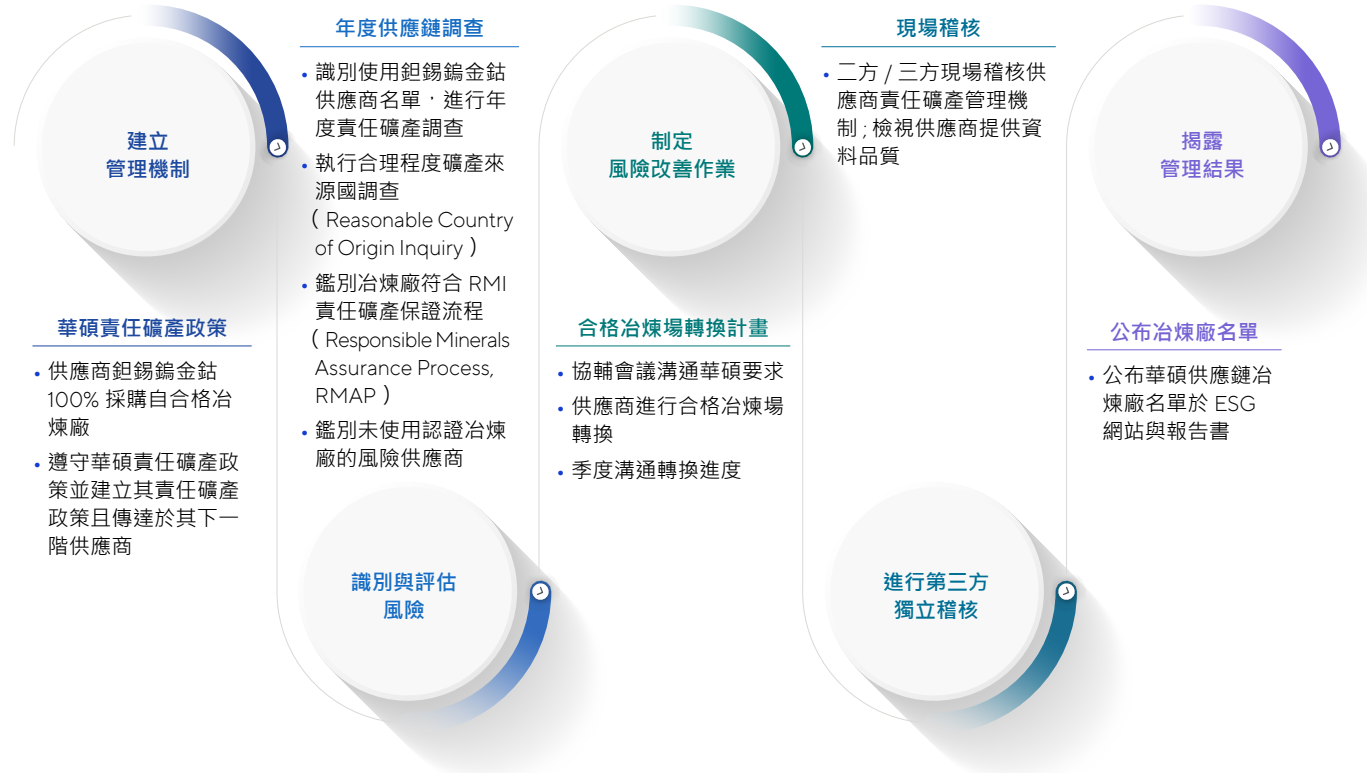 建立
管理機制
華碩責任礦產政策
• 供應商鉭錫鎢金鈷
100% 採購自合格冶
煉廠
• 遵守華碩責任礦產政
策並建立其責任礦產
政策且傳達於其下一
階供應商
年度供應鏈調查
• 識別使用鉭錫鎢金鈷
供應商名單，進行年
度責任礦產調查
• 執行合理程度礦產來
源國調查
（ Reasonable Country
of Origin Inquiry ）
• 鑑別冶煉廠符合 RMI
責任礦產保證流程
（ Responsible Minerals
Assurance Process,
RMAP ）
• 鑑別未使用認證冶煉
廠的風險供應商
識別與評估
風險
制定
風險改善作業
合格冶煉場轉換計畫
• 協輔會議溝通華碩要求
• 供應商進行合格冶煉場
轉換
• 季度溝通轉換進度
現場稽核
• 二方 / 三方現場稽核供
應商責任礦產管理機
制 ; 檢視供應商提供資
料品質
進行第三方
獨立稽核
揭露
管理結果
公布冶煉廠名單
• 公布華碩供應鏈冶
煉廠名單於 ESG
網站與報告書